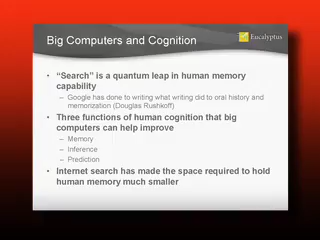 Big Computers and Cognition
Eucalyptus
• "Search" is a quantum leap in human memory
capability
– Google has done to writing what writing did to oral history and
memorization (Douglas Rushkoff)
• Three functions of human cognition that big
computers can help improve
– Memory
– Inference
– Prediction
• Internet search has made the space required to hold
human memory much smaller